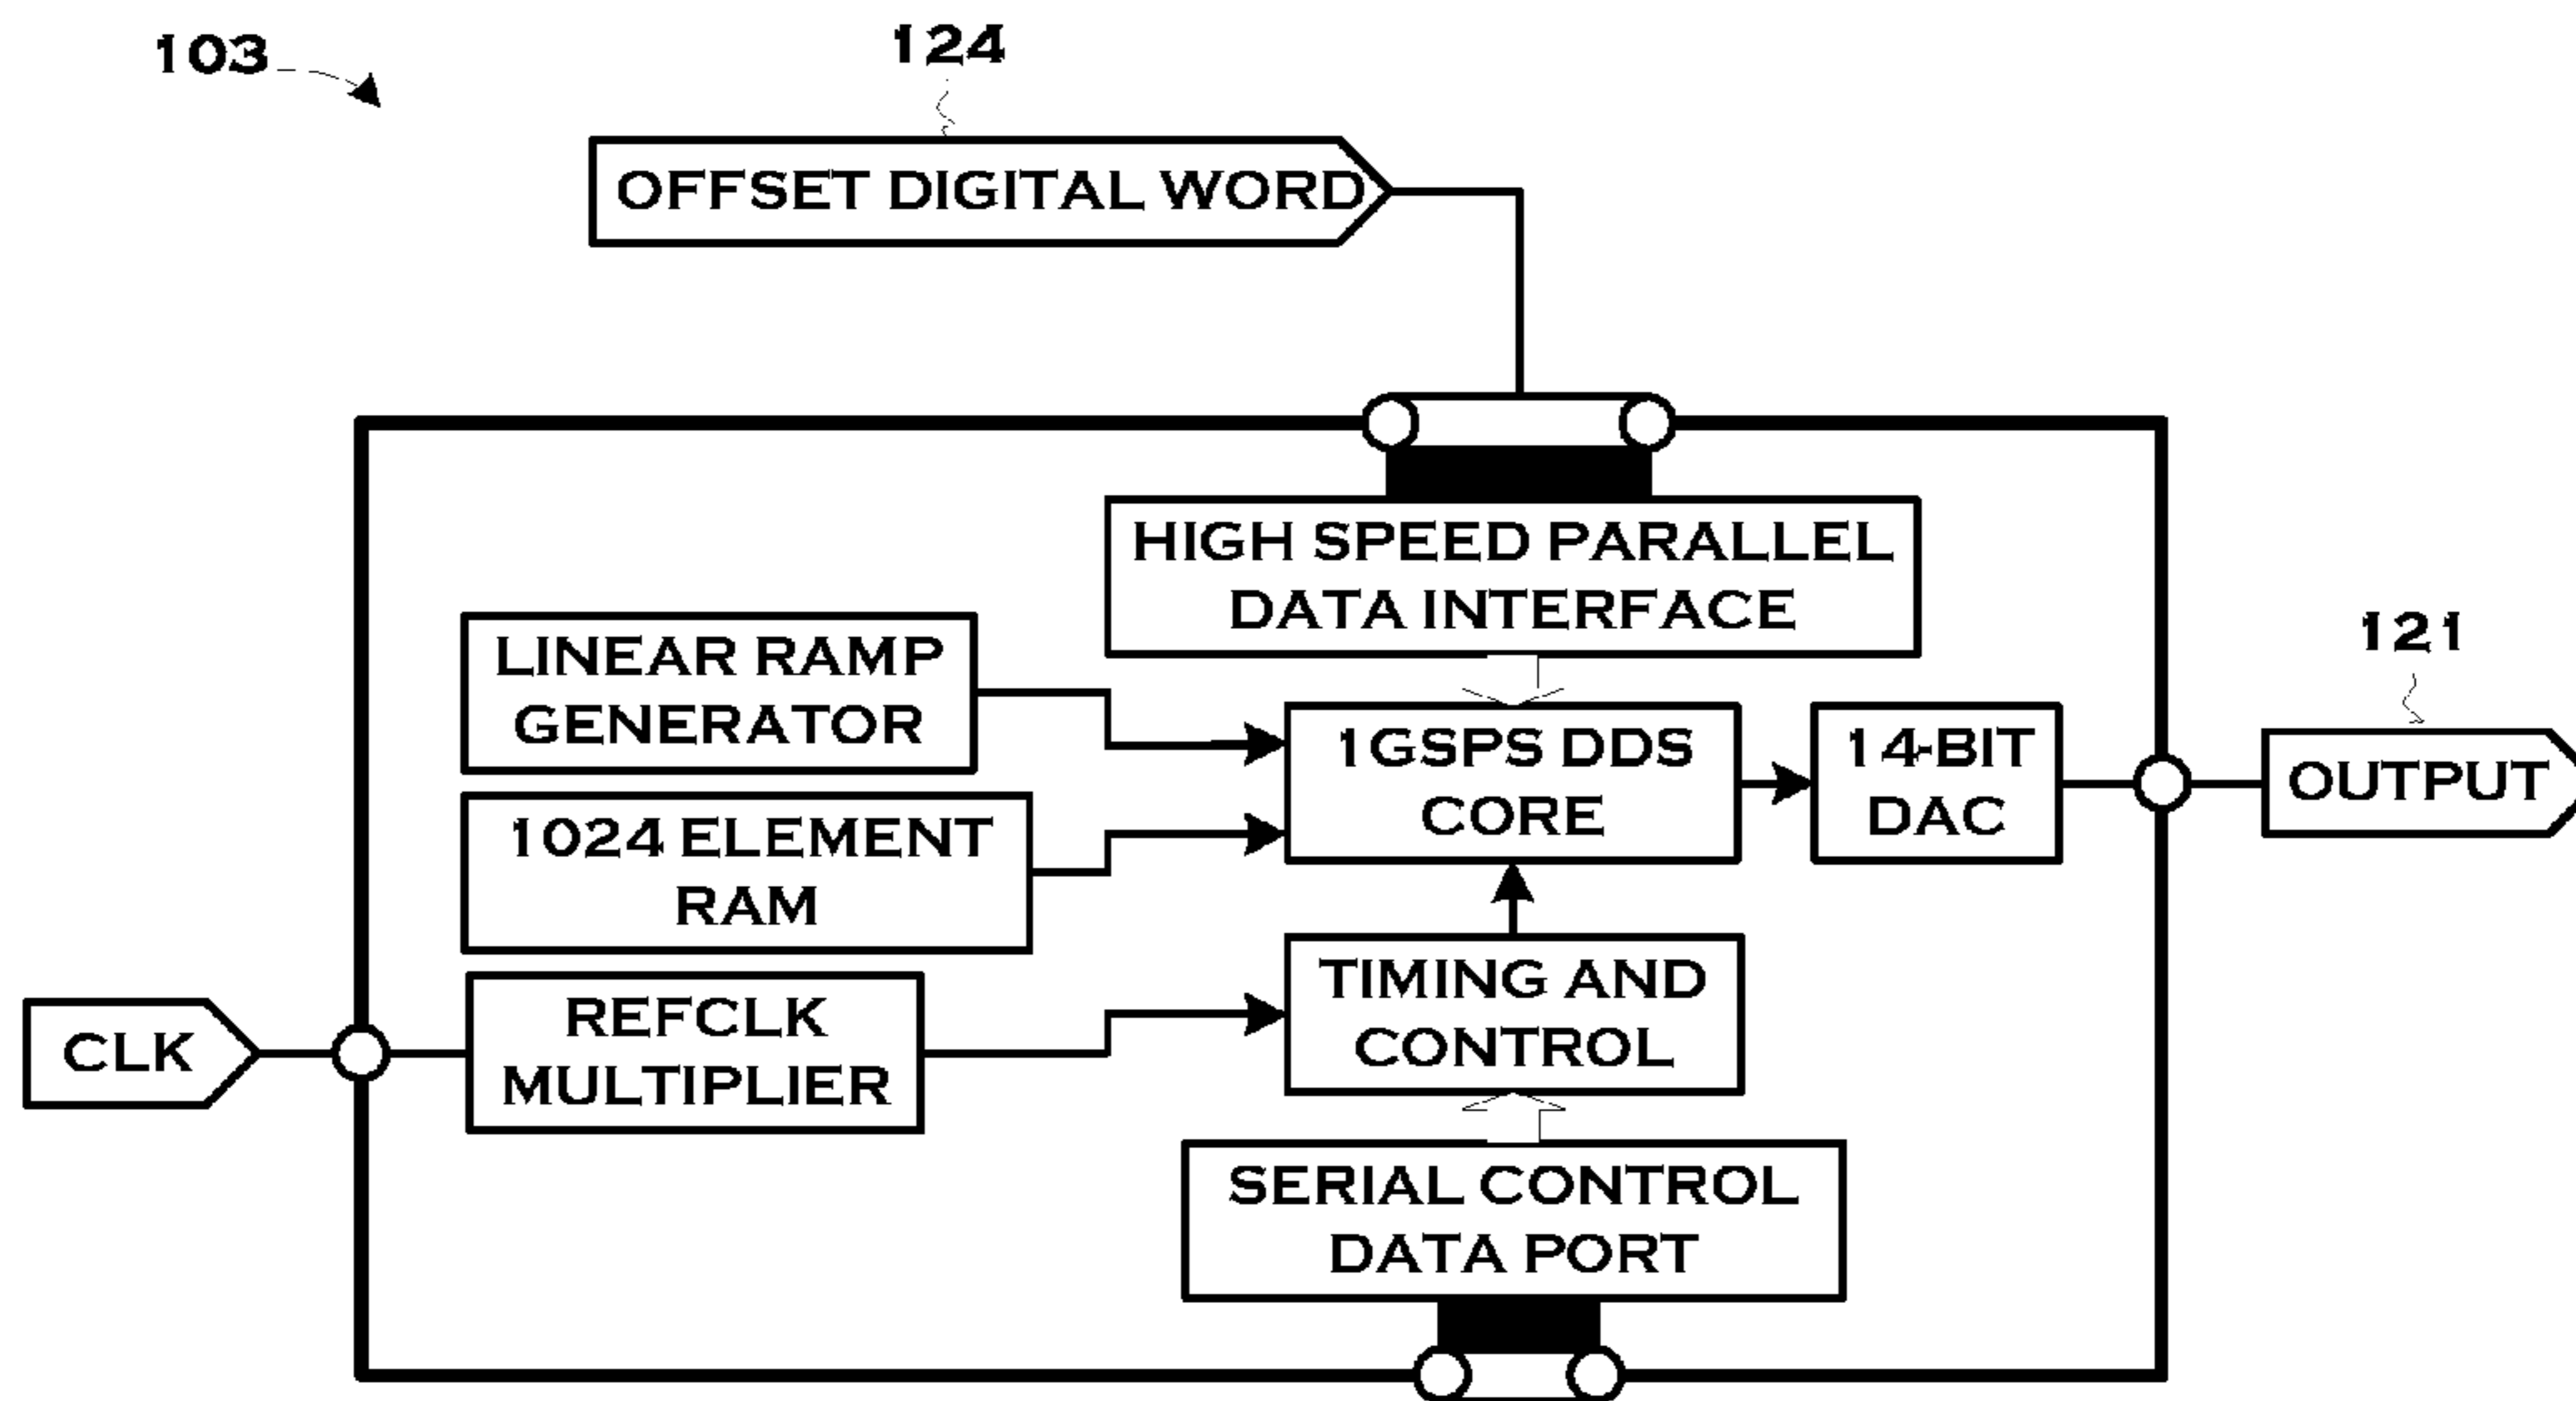 103
124
OFFSET DIGITAL WORD
HIGH SPEED PARALLEL
DATA INTERFACE
LINEAR RAMP
GENERATOR
121
1GSPS DDS
CORE
14-BIT
DAC
OUTPUT
1024 ELEMENT
RAM
CLK
REFCLK
MULTIPLIER
TIMING AND
CONTROL
SERIAL CONTROL
DATA PORT